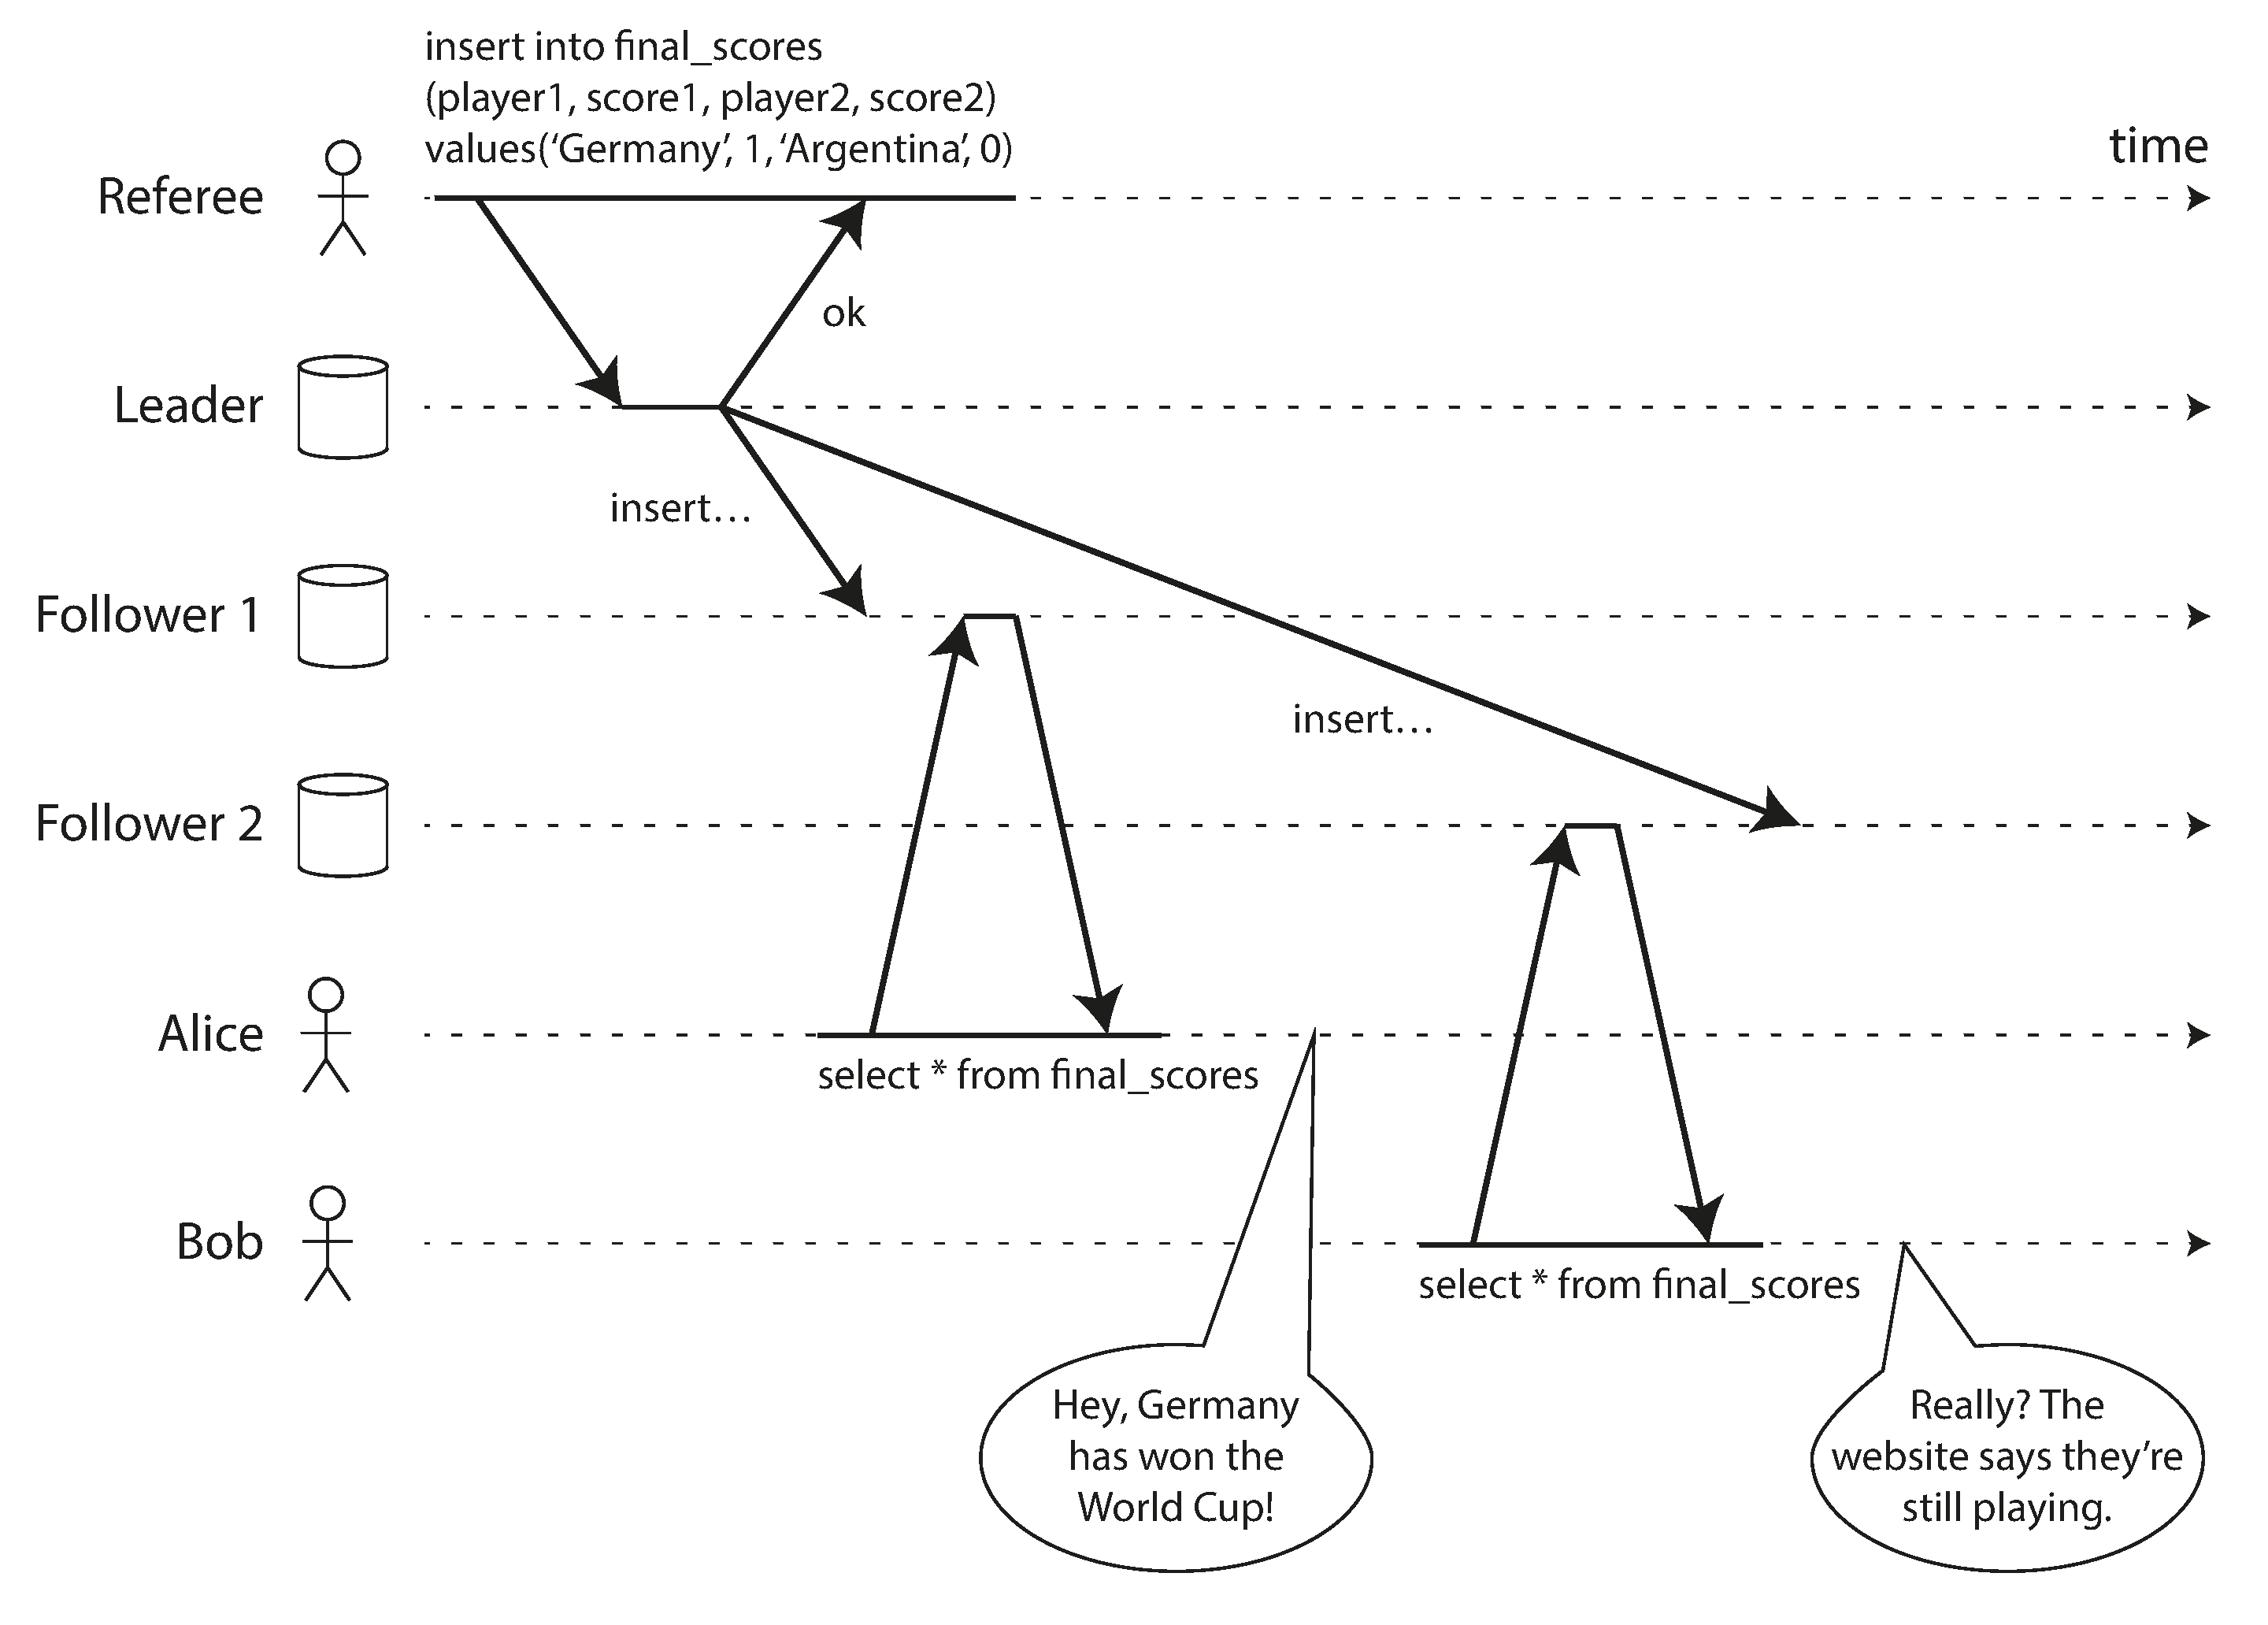 insert into final_scores
(player1, score1, player2, score2)
values(‘Germany’, 1, ‘Argentina’, 0)
time
Referee
ok
Leader
insert…
Follower 1
insert…
Follower 2
Alice
select * from final_scores
Bob
select * from final_scores
Hey, Germany
has won the
World Cup!
Really? The
website says they’re
still playing.